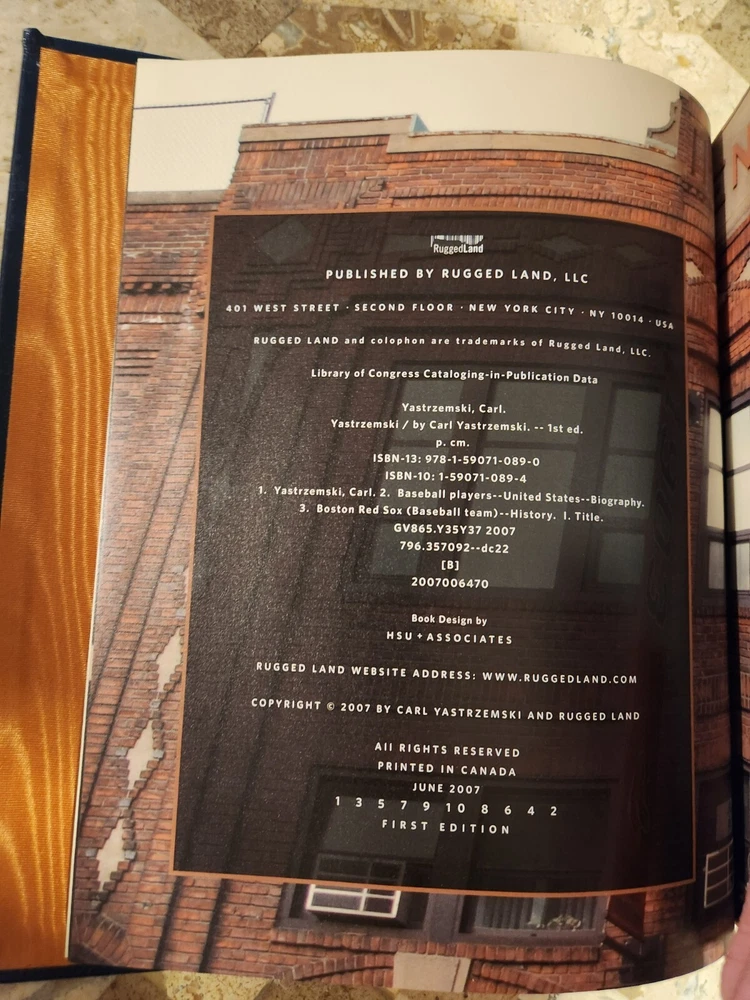 RuggedLand
PUBLISHED BY RUGGED LAND, LLC
401 WEST STREET · SECOND FLOOR · NEW YORK CITY · NY 10014 · USA
RUGGED LAND and colophon are trademarks of Rugged Land, LLC.
Library of Congress Cataloging-in-Publication Data
Yastrzemski, Carl.
Yastrzemski / by Carl Yastrzemski. -- 1st ed.
p. cm.
ISBN-13: 978-1-59071-089-0
ISBN-10: 1-59071-089-4
1. Yastrzemski, Carl. 2. Baseball players--United States--Biography.
3. Boston Red Sox (Baseball team)--History. I. Title.
GV865.Y35Y37 2007
796.357092--dc22
[B]
2007006470
Book Design by
HSU + ASSOCIATES
RUGGED LAND WEBSITE ADDRESS: WWW.RUGGEDLAND.COM
COPYRIGHT © 2007 BY CARL YASTRZEMSKI AND RUGGED LAND
All RIGHTS RESERVED
PRINTED IN CANADA
JUNE 2007
1 3 5 7 9 10 8 6 4 2
FIRST EDITION